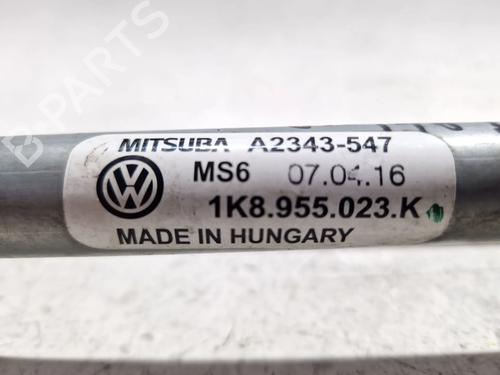 B-PARTS
MITSUBA A2343-547
MS6 07.04.16
1K8.955.023.K
MADE IN HUNGARY